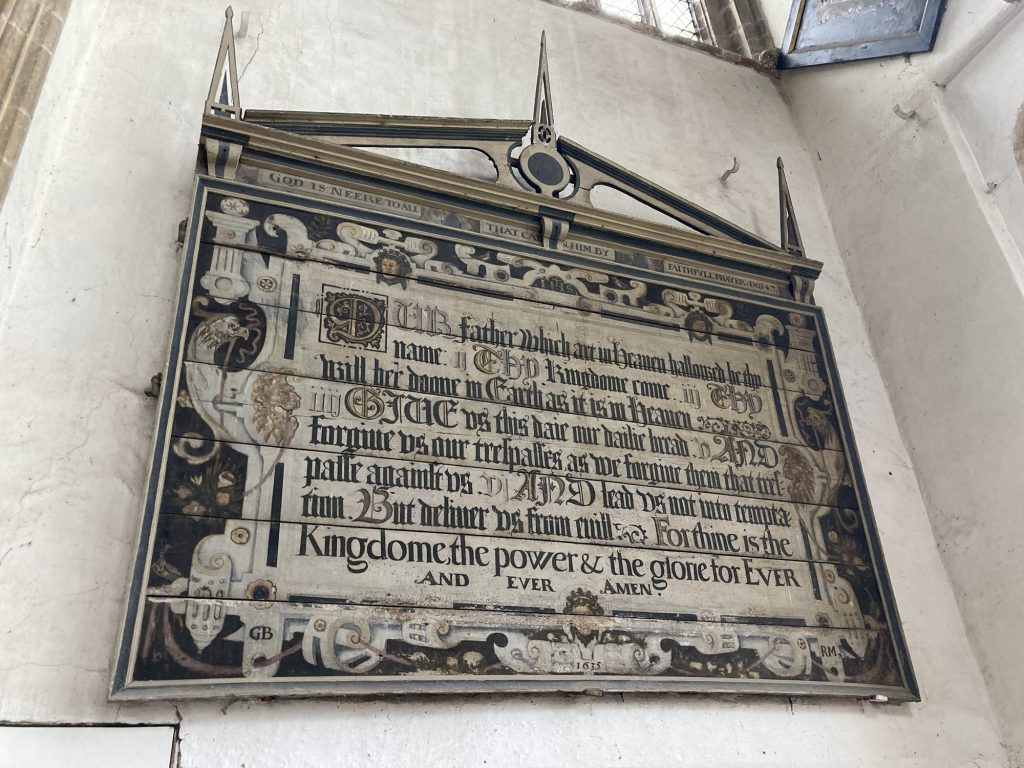 GOD IS NEERE TO ALL THAT CALL HIM BY FAITHFULL PRAYER
OUR father which art in Heaven hallowed be thy
name. ij THY Kingdome come. iij THY
will bee doone in Earth as it is in Heaven.
iiij GIUE vs this daie our dailie bread v AND
forgiue vs our trespasses as we forgiue them that tres-
passe against vs vj AND lead vs not into tempta-
tion. But deliuer vs from euill For thine is the
Kingdome, the power & the glorie for EVER
AND EVER AMEN.
GB 1635 RM